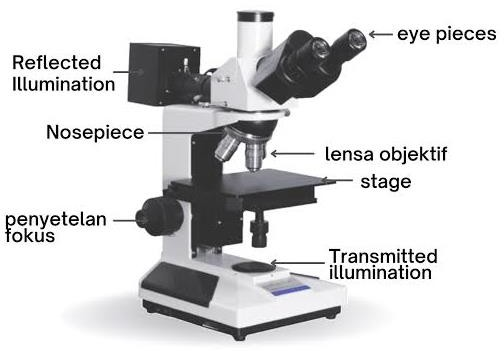 eye pieces
Reflected
Illumination
Nosepiece
lensa objektif
stage
penyetelan
fokus
Transmitted
illumination